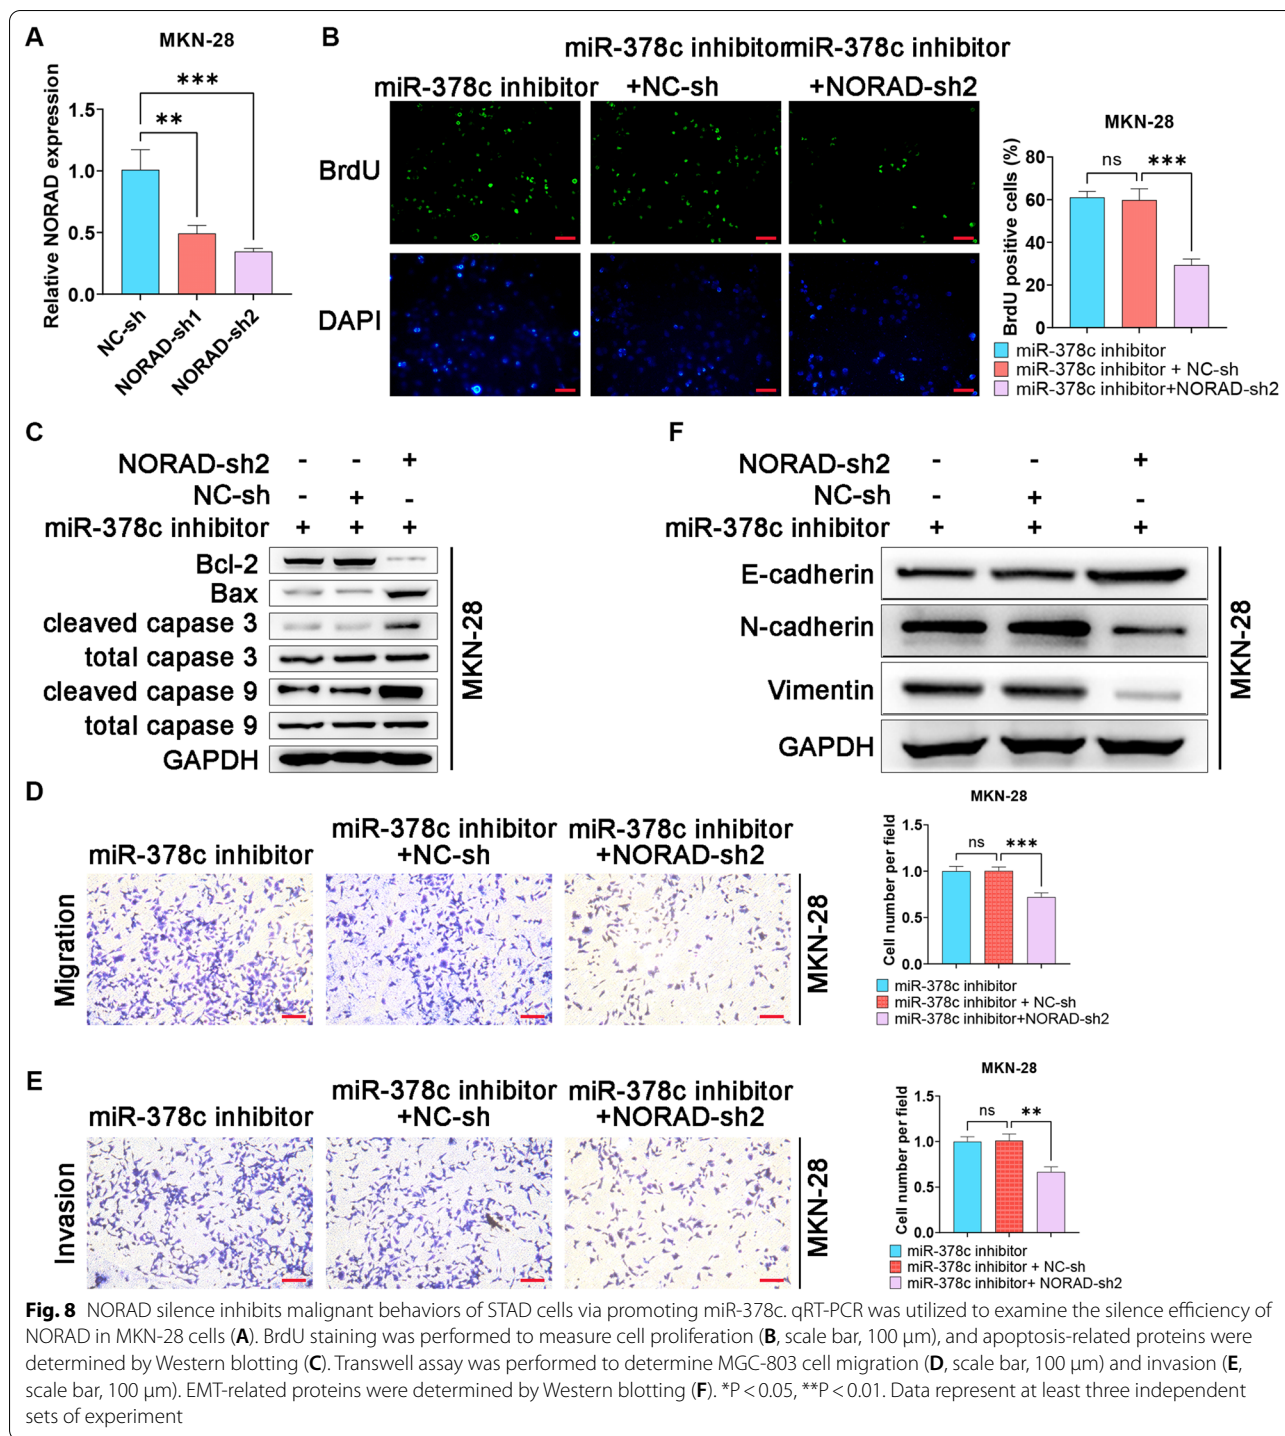 A
MKN-28
Relative NORAD expression
***
**
1.5
1.0
0.5
0.0
NC-sh
NORAD-sh1
NORAD-sh2
B
miR-378c inhibitor
miR-378c inhibitor
+NC-sh
miR-378c inhibitor
+NORAD-sh2
BrdU
DAPI
MKN-28
BrdU positive cells (%)
ns
***
80
60
40
20
0
miR-378c inhibitor
miR-378c inhibitor + NC-sh
miR-378c inhibitor+NORAD-sh2
C
NORAD-sh2 - - +
NC-sh - + -
miR-378c inhibitor + + +
Bcl-2
Bax
cleaved capase 3
total capase 3
cleaved capase 9
total capase 9
GAPDH
MKN-28
F
NORAD-sh2 - - +
NC-sh - + -
miR-378c inhibitor + + +
E-cadherin
N-cadherin
Vimentin
GAPDH
MKN-28
D
miR-378c inhibitor
miR-378c inhibitor
+NC-sh
miR-378c inhibitor
+NORAD-sh2
Migration
MKN-28
MKN-28
Cell number per field
ns
***
1.5
1.0
0.5
0.0
miR-378c inhibitor
miR-378c inhibitor + NC-sh
miR-378c inhibitor+NORAD-sh2
E
miR-378c inhibitor
miR-378c inhibitor
+NC-sh
miR-378c inhibitor
+NORAD-sh2
Invasion
MKN-28
MKN-28
Cell number per field
ns
**
1.5
1.0
0.5
0.0
miR-378c inhibitor
miR-378c inhibitor + NC-sh
miR-378c inhibitor+ NORAD-sh2
Fig. 8 NORAD silence inhibits malignant behaviors of STAD cells via promoting miR-378c. qRT-PCR was utilized to examine the silence efficiency of
NORAD in MKN-28 cells (A). BrdU staining was performed to measure cell proliferation (B, scale bar, 100 μm), and apoptosis-related proteins were
determined by Western blotting (C). Transwell assay was performed to determine MGC-803 cell migration (D, scale bar, 100 μm) and invasion (E,
scale bar, 100 μm). EMT-related proteins were determined by Western blotting (F). *P < 0.05, **P < 0.01. Data represent at least three independent
sets of experiment